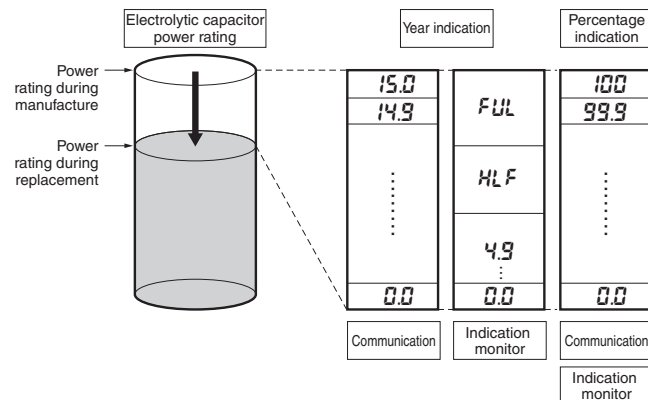 Electrolytic capacitor
power rating
Year indication
Percentage
indication
Power
rating during
manufacture
Power
rating during
replacement
15.0
14.9
0.0
FUL
HLF
4.9
0.0
100
99.9
0.0
Communication
Indication
monitor
Communication
Indication
monitor